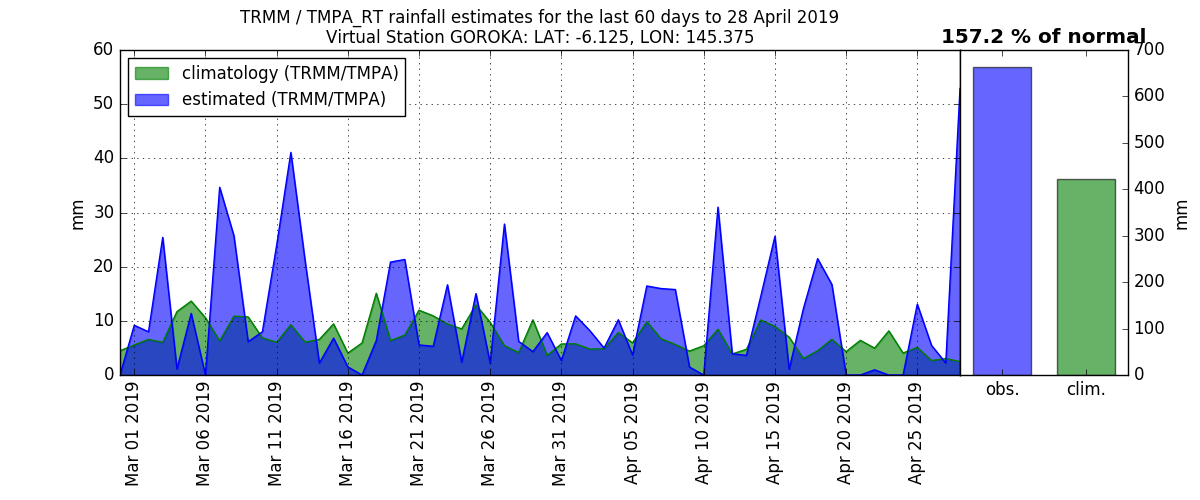 TRMM / TMPA_RT rainfall estimates for the last 60 days to 28 April 2019
Virtual Station GOROKA: LAT: -6.125, LON: 145.375
157.2 % of normal
climatology (TRMM/TMPA)
estimated (TRMM/TMPA)
mm
60
50
40
30
20
10
0
Mar 01 2019
Mar 06 2019
Mar 11 2019
Mar 16 2019
Mar 21 2019
Mar 26 2019
Mar 31 2019
Apr 05 2019
Apr 10 2019
Apr 15 2019
Apr 20 2019
Apr 25 2019
obs.
clim.
700
600
500
400
300
200
100
0
mm